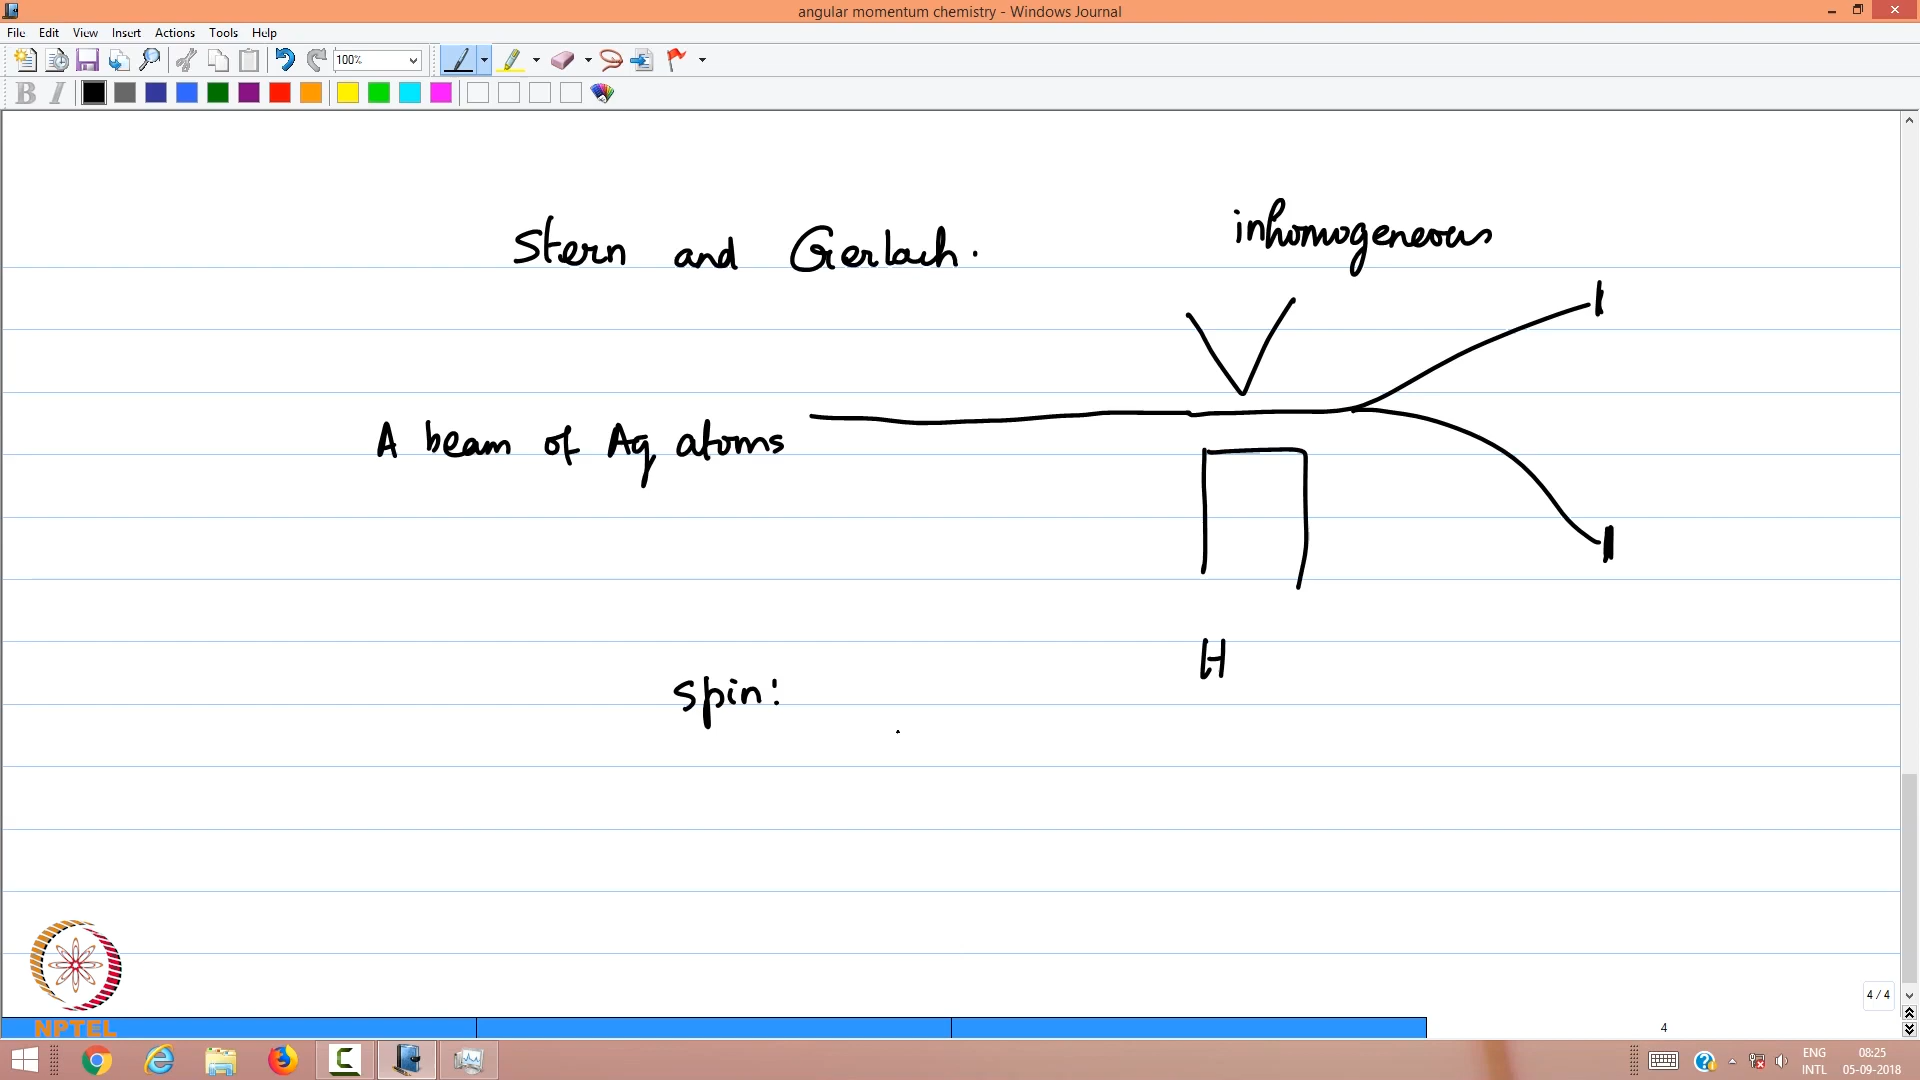 angular momentum chemistry - Windows Journal
File Edit View Insert Actions Tools Help
100%
B I
Stern and Gerlach.
inhomogeneous
A beam of Ag atoms
H
spin:
4 / 4
NPTEL
4
ENG
INTL
08:25
05-09-2018